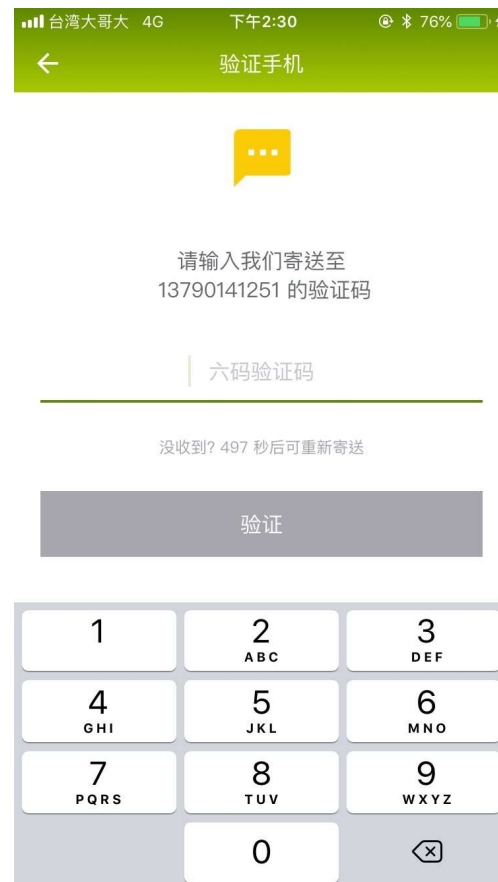 台湾大哥大 4G 下午2:30 76%
验证手机
请输入我们寄送至
13790141251 的验证码
六码验证码
没收到? 497 秒后可重新寄送
验证
1 2 3
ABC DEF
4 5 6
GHI JKL MNO
7 8 9
PQRS TUV WXYZ
0